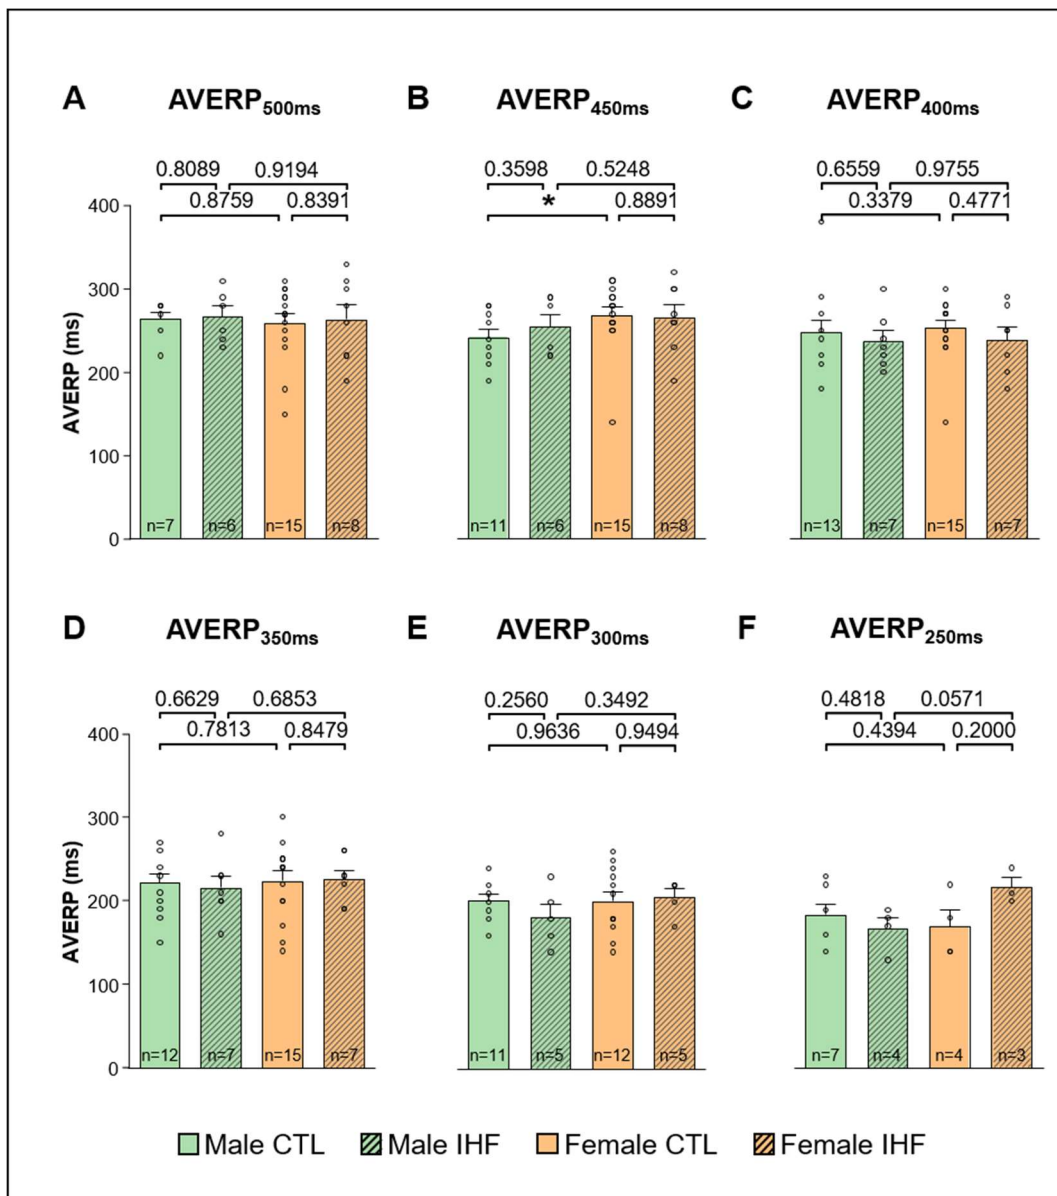 A AVERP500ms B AVERP450ms C AVERP400ms
0.8089 0.9194 0.3598 0.5248 0.6559 0.9755
0.8759 0.8391 * 0.8891 0.3379 0.4771
400
300
200
100
0
AVERP (ms)
n=7 n=6 n=15 n=8 n=11 n=6 n=15 n=8 n=13 n=7 n=15 n=7
D AVERP350ms E AVERP300ms F AVERP250ms
0.6629 0.6853 0.2560 0.3492 0.4818 0.0571
0.7813 0.8479 0.9636 0.9494 0.4394 0.2000
400
300
200
100
0
AVERP (ms)
n=12 n=7 n=15 n=7 n=11 n=5 n=12 n=5 n=7 n=4 n=4 n=3
Male CTL Male IHF Female CTL Female IHF